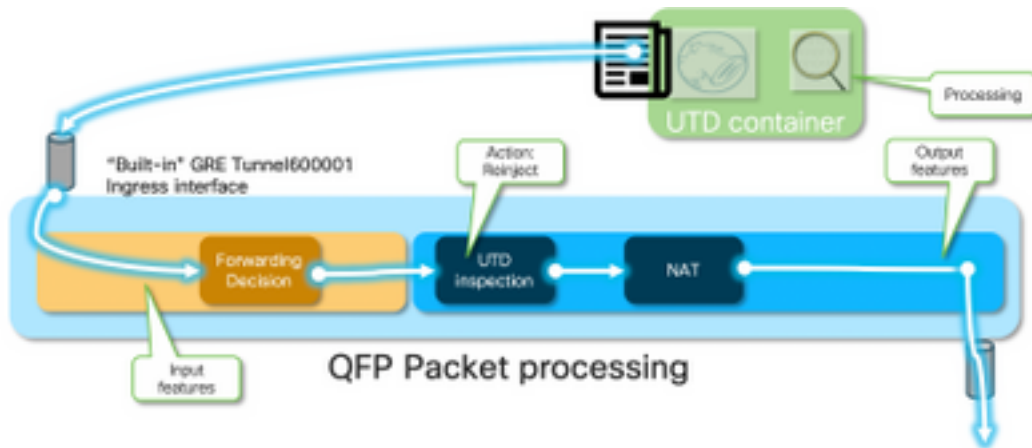 UTD container
Processing
"Built-in" GRE Tunnel600001
Ingress interface
Action:
Reinject
Output
features
Forwarding
Decision
UTD
inspection
NAT
Input
features
QFP Packet processing